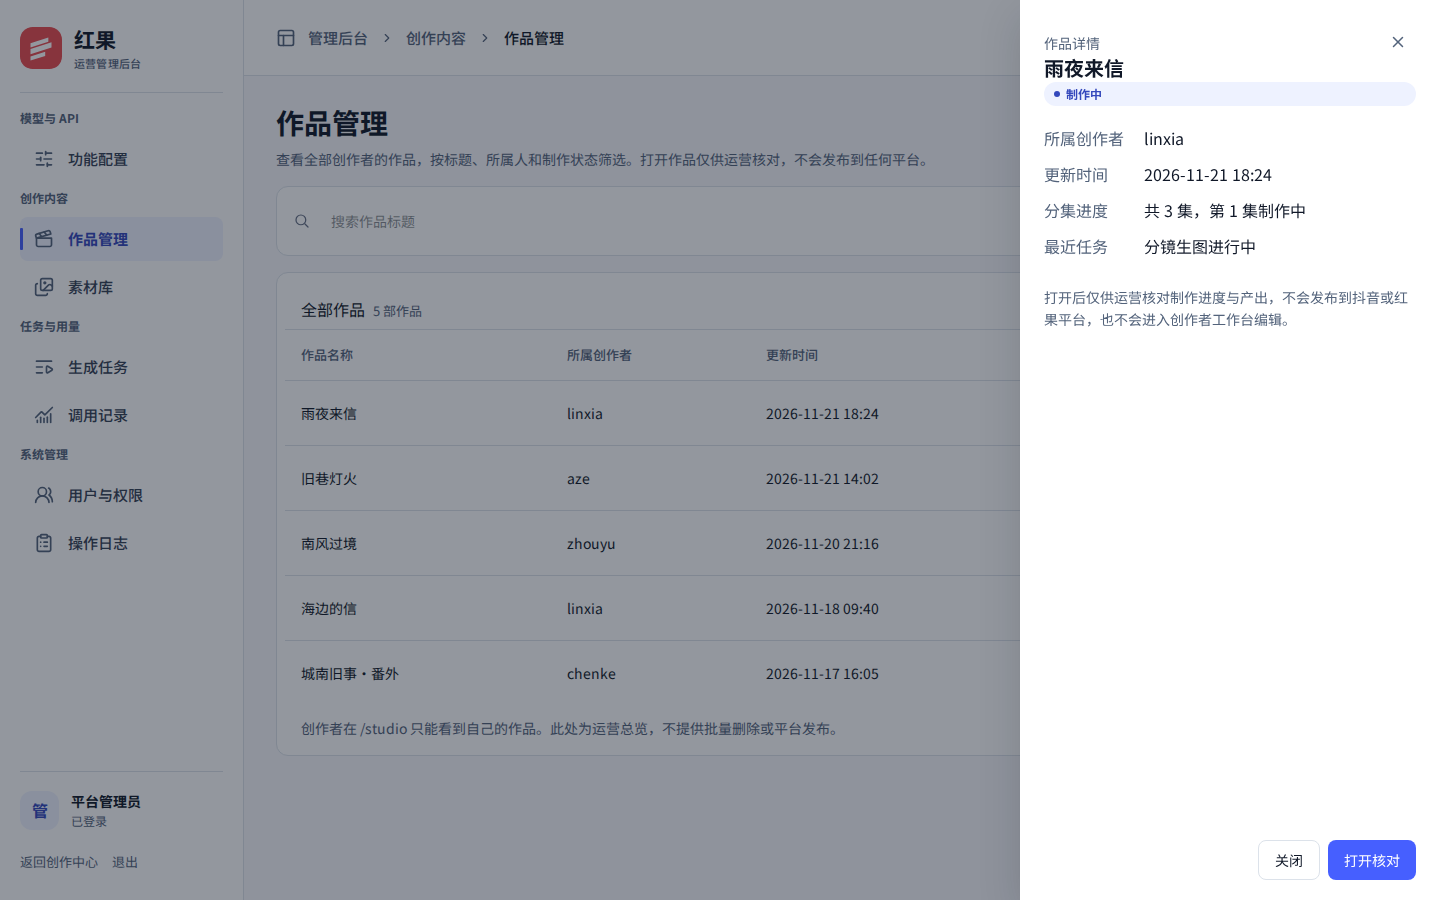 红果
运营管理后台
模型与 API
功能配置
创作内容
作品管理
素材库
任务与用量
生成任务
调用记录
系统管理
用户与权限
操作日志
管
平台管理员
已登录
返回创作中心 退出
管理后台 > 创作内容 > 作品管理
作品管理
查看全部创作者的作品，按标题、所属人和制作状态筛选。打开作品仅供运营核对，不会发布到任何平台。
搜索作品标题
全部作品 5 部作品
作品名称 所属创作者 更新时间
雨夜来信 linxia 2026-11-21 18:24
旧巷灯火 aze 2026-11-21 14:02
南风过境 zhouyu 2026-11-20 21:16
海边的信 linxia 2026-11-18 09:40
城南旧事·番外 chenke 2026-11-17 16:05
创作者在 /studio 只能看到自己的作品。此处为运营总览，不提供批量删除或平台发布。
作品详情
雨夜来信
制作中
所属创作者 linxia
更新时间 2026-11-21 18:24
分集进度 共 3 集，第 1 集制作中
最近任务 分镜生图进行中
打开后仅供运营核对制作进度与产出，不会发布到抖音或红
果平台，也不会进入创作者工作台编辑。
关闭
打开核对